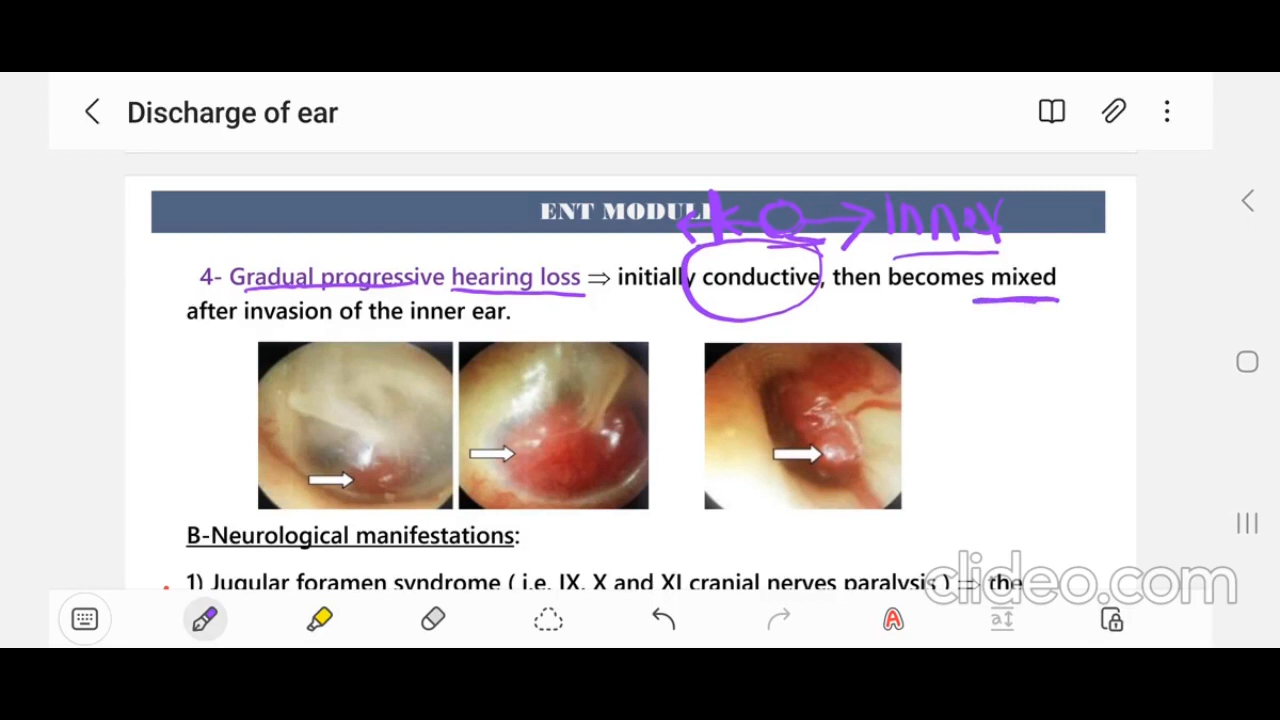 Discharge of ear
ENT MODULE
Inner
4- Gradual progressive hearing loss ⇒ initially conductive, then becomes mixed
after invasion of the inner ear.
B-Neurological manifestations:
1) Jugular foramen syndrome ( i.e. IX, X and XI cranial nerves paralysis ) ⇒ the
clideo.com
A
a